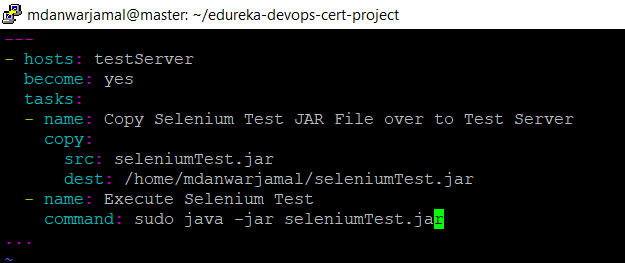 mdanwarjamal@master: ~/edureka-devops-cert-project
---
- hosts: testServer
  become: yes
  tasks:
  - name: Copy Selenium Test JAR File over to Test Server
    copy:
      src: seleniumTest.jar
      dest: /home/mdanwarjamal/seleniumTest.jar
  - name: Execute Selenium Test
    command: sudo java -jar seleniumTest.jar
...
~